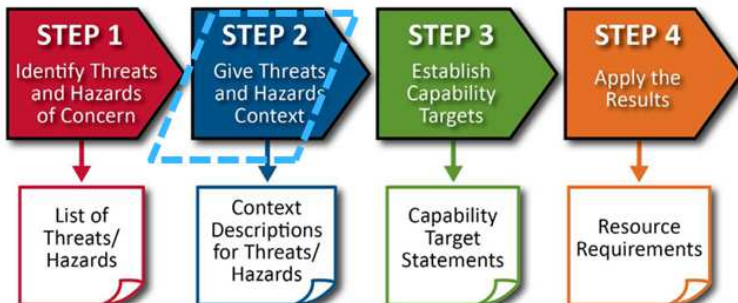 STEP 1
Identify Threats
and Hazards
of Concern
STEP 2
Give Threats
and Hazards
Context
STEP 3
Establish
Capability
Targets
STEP 4
Apply the
Results
List of
Threats/
Hazards
Context
Descriptions
for Threats/
Hazards
Capability
Target
Statements
Resource
Requirements